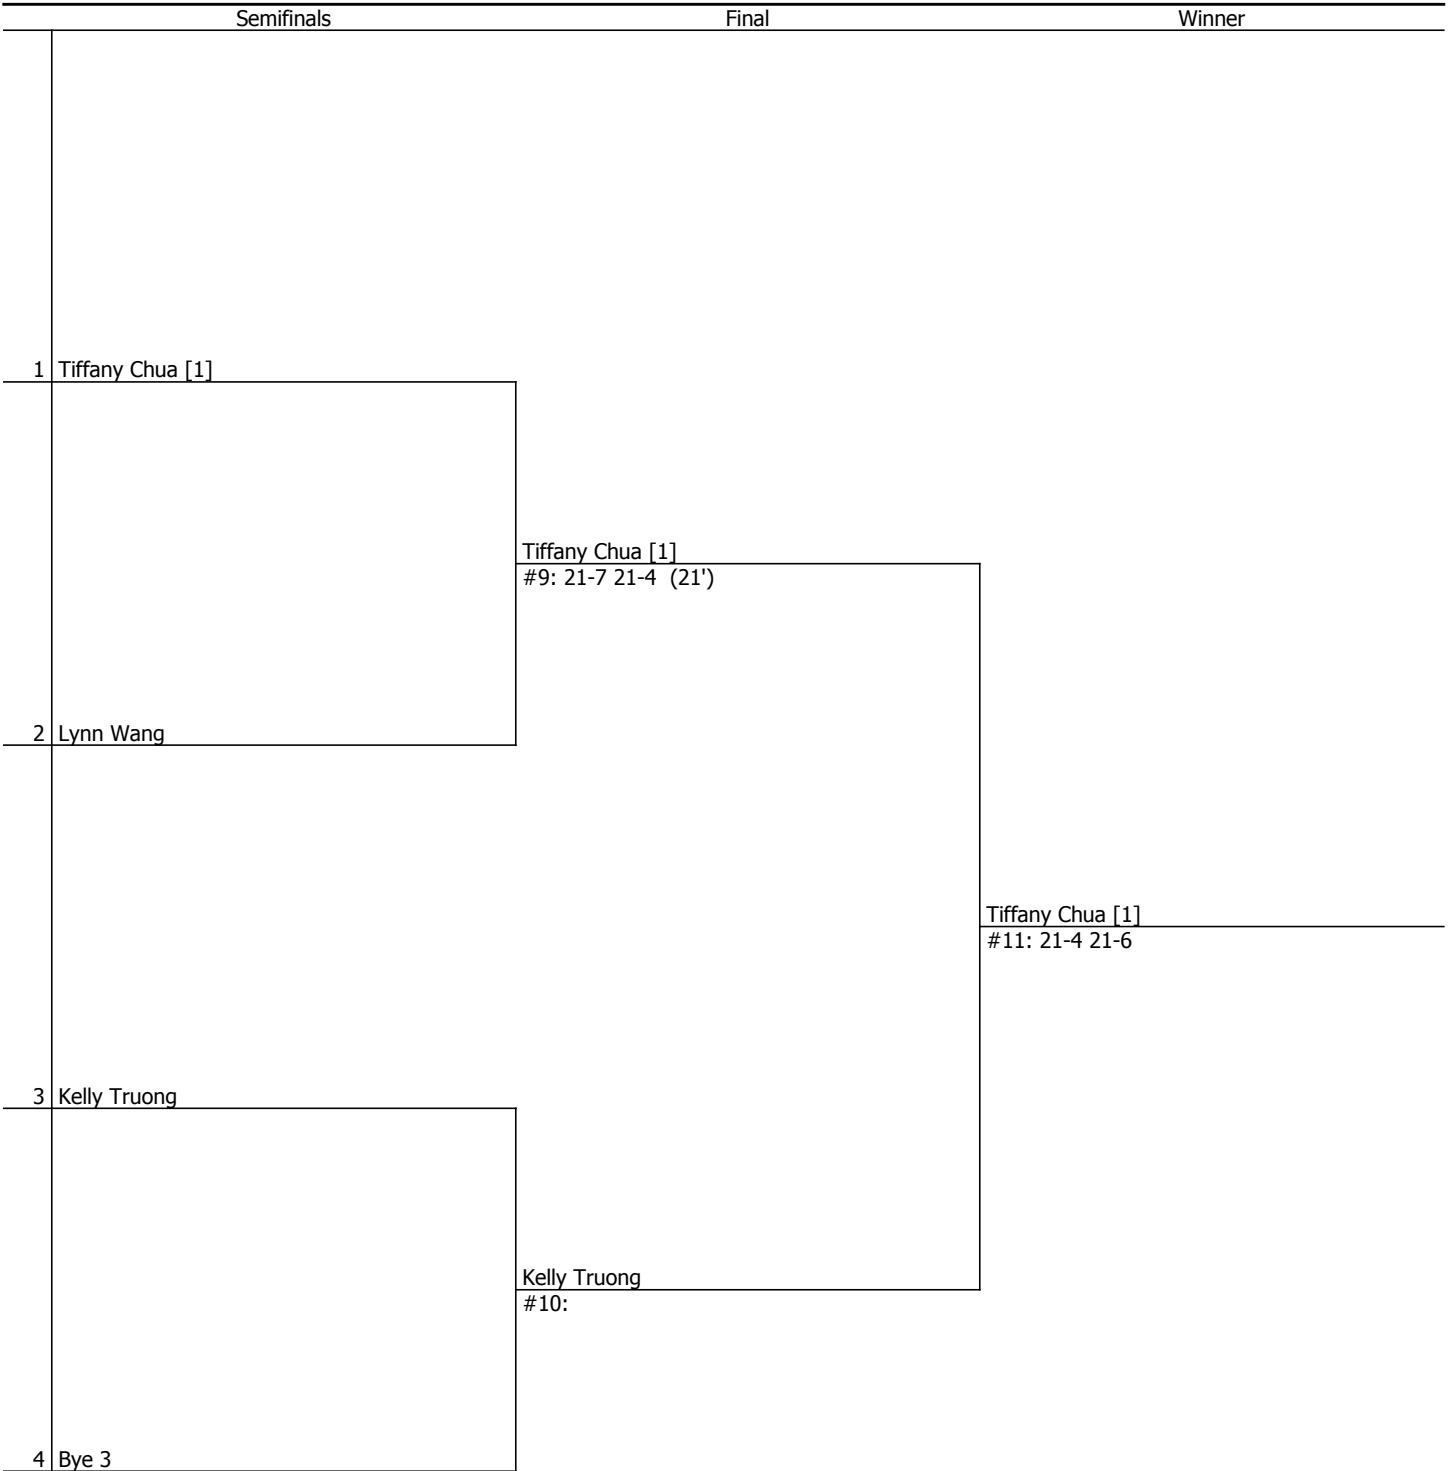 Semifinals Final Winner
1 Tiffany Chua [1]
Tiffany Chua [1]
#9: 21-7 21-4 (21')
2 Lynn Wang
Tiffany Chua [1]
#11: 21-4 21-6
3 Kelly Truong
Kelly Truong
#10:
4 Bye 3